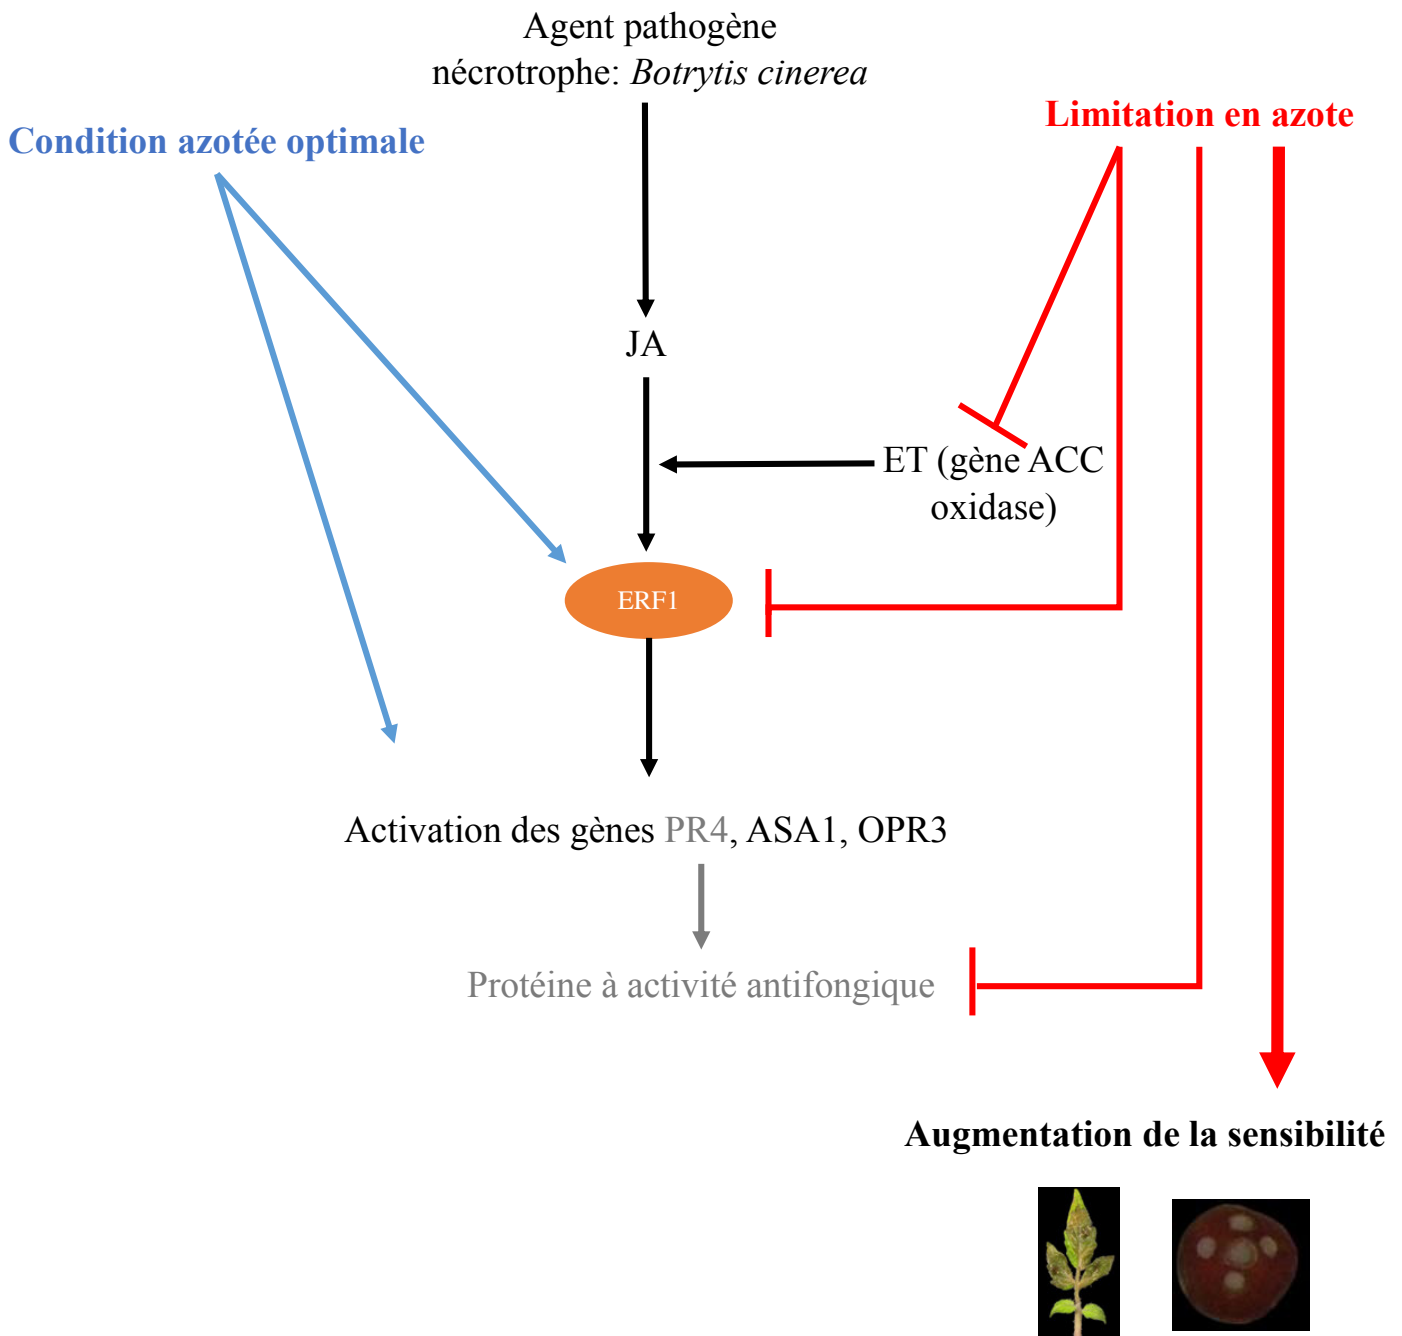 Agent pathogène
nécrotrophe: Botrytis cinerea
Condition azotée optimale
Limitation en azote
JA
ET (gène ACC
oxidase)
ERF1
Activation des gènes PR4, ASA1, OPR3
Protéine à activité antifongique
Augmentation de la sensibilité